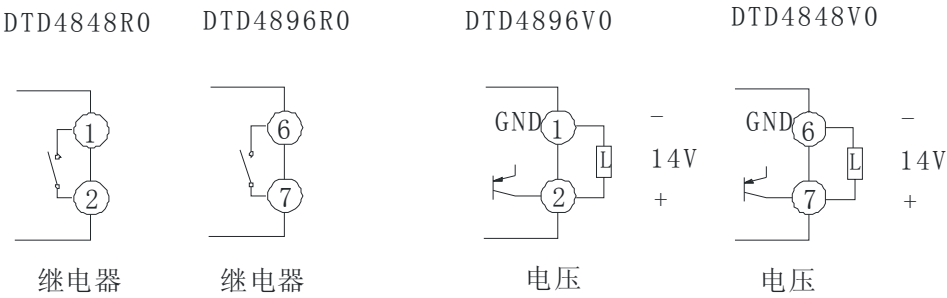 DTD4848R0 DTD4896R0 DTD4896V0 DTD4848V0
1 6 GND 1 - GND 6 -
L 14V L 14V
2 7 2 + 7 +
继电器 继电器 电压 电压